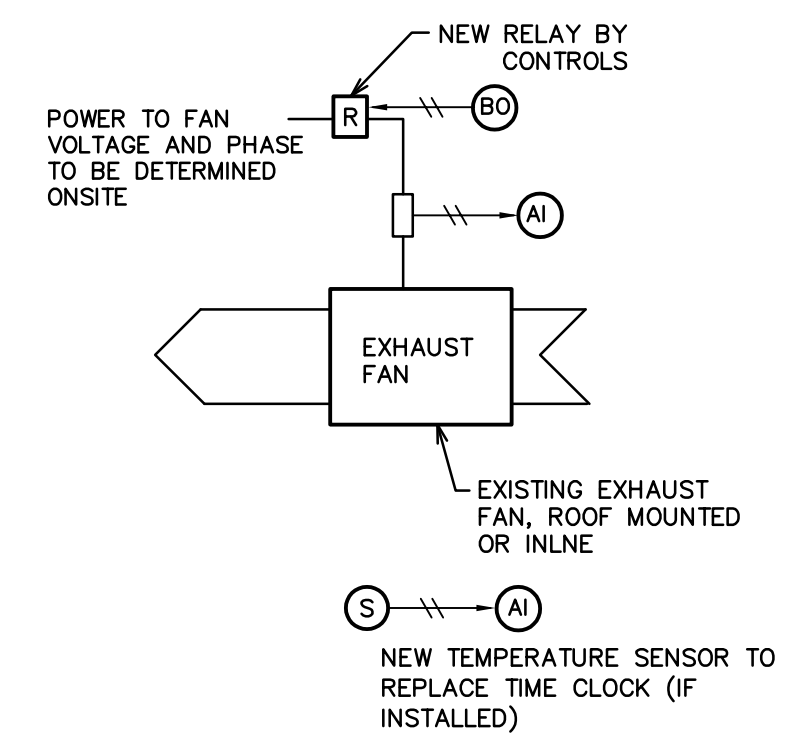 NEW RELAY BY
CONTROLS
R
BO
POWER TO FAN
VOLTAGE AND PHASE
TO BE DETERMINED
ONSITE
AI
EXHAUST
FAN
EXISTING EXHAUST
FAN, ROOF MOUNTED
OR INLNE
S
AI
NEW TEMPERATURE SENSOR TO
REPLACE TIME CLOCK (IF
INSTALLED)